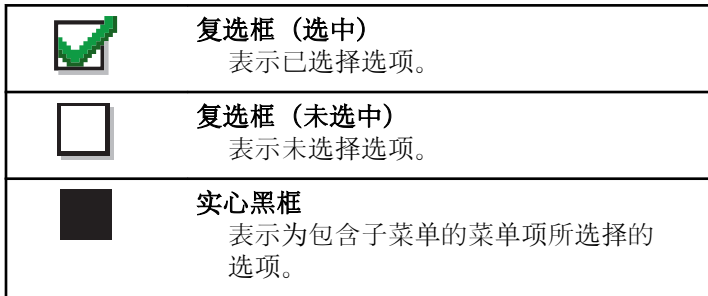 复选框（选中）
表示已选择选项。
复选框（未选中）
表示未选择选项。
实心黑框
表示为包含子菜单的菜单项所选择的
选项。